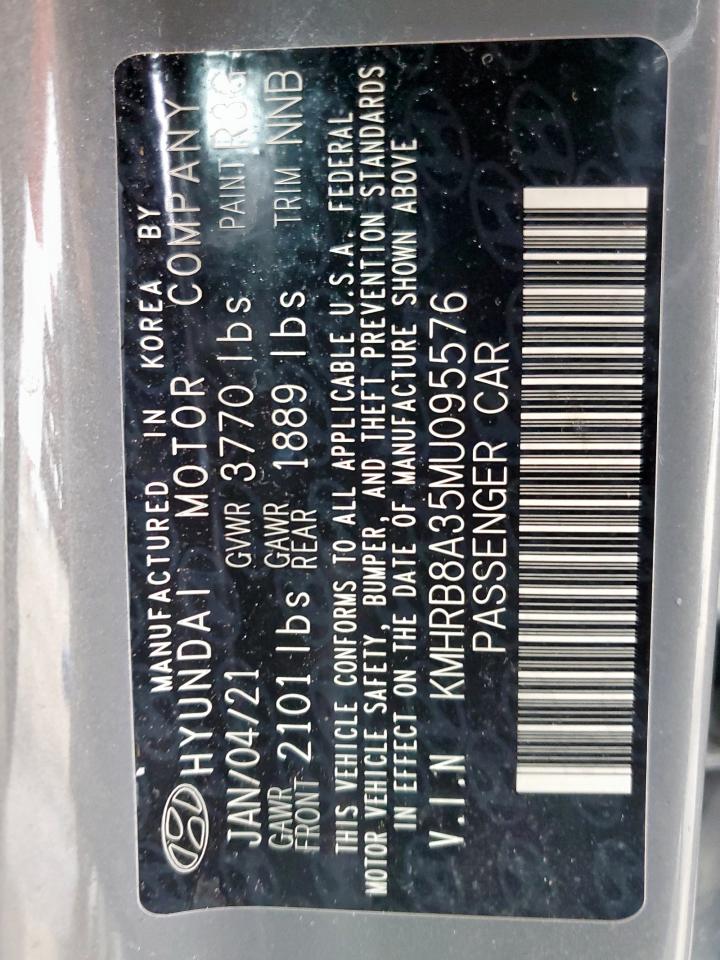 MANUFACTURED IN KOREA BY
HYUNDAI MOTOR COMPANY
JAN/04/21 GVWR 3770 lbs PAINT R3G
GAWR FRONT 2101 lbs GAWR REAR 1889 lbs TRIM NNB
THIS VEHICLE CONFORMS TO ALL APPLICABLE U.S.A. FEDERAL
MOTOR VEHICLE SAFETY, BUMPER, AND THEFT PREVENTION STANDARDS
IN EFFECT ON THE DATE OF MANUFACTURE SHOWN ABOVE
V.I.N KMHRB8A35MU095576
PASSENGER CAR